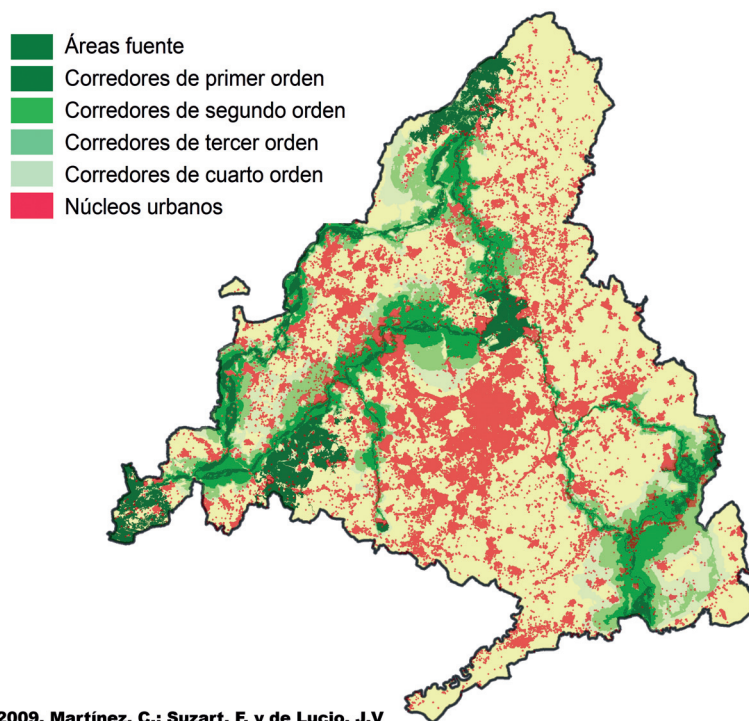 Áreas fuente
Corredores de primer orden
Corredores de segundo orden
Corredores de tercer orden
Corredores de cuarto orden
Núcleos urbanos
2009. Martínez, C.; Suzart, F. y de Lucio, J.V